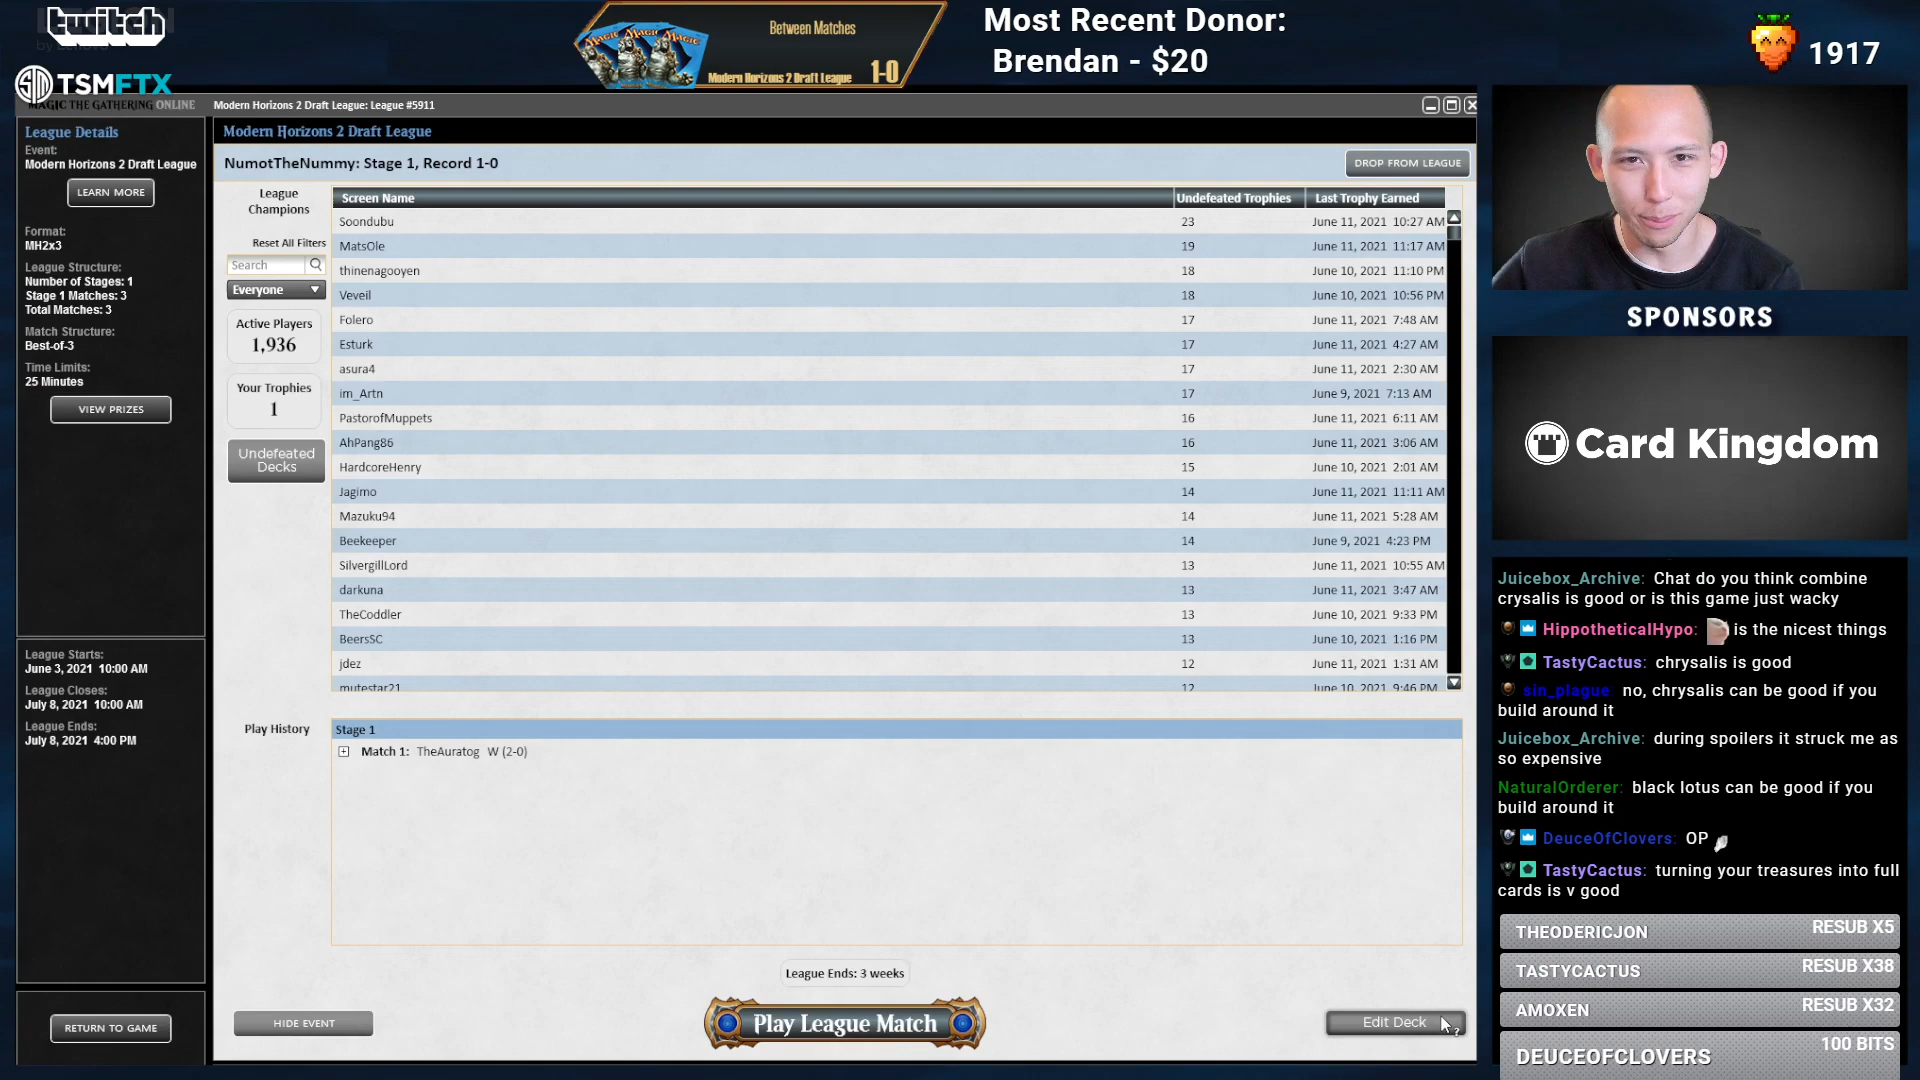 twitch
TSMFTX
MAGIC THE GATHERING ONLINE
Between Matches
Modern Horizons 2 Draft League 1-0
Most Recent Donor:
Brendan - $20
1917
Modern Horizons 2 Draft League: League #5911
League Details
Event:
Modern Horizons 2 Draft League
LEARN MORE
Format:
MH2x3
League Structure:
Number of Stages: 1
Stage 1 Matches: 3
Total Matches: 3
Match Structure:
Best-of-3
Time Limits:
25 Minutes
VIEW PRIZES
League Starts:
June 3, 2021 10:00 AM
League Closes:
July 8, 2021 10:00 AM
League Ends:
July 8, 2021 4:00 PM
RETURN TO GAME
Modern Horizons 2 Draft League
NumotTheNummy: Stage 1, Record 1-0
DROP FROM LEAGUE
League
Champions
Reset All Filters
Search
Everyone
Active Players
1,936
Your Trophies
1
Undefeated
Decks
Screen Name Undefeated Trophies Last Trophy Earned
Soondubu 23 June 11, 2021 10:27 AM
MatsOle 19 June 11, 2021 11:17 AM
thinenagooyen 18 June 10, 2021 11:10 PM
Veveil 18 June 10, 2021 10:56 PM
Folero 17 June 11, 2021 7:48 AM
Esturk 17 June 11, 2021 4:27 AM
asura4 17 June 11, 2021 2:30 AM
im_Artn 17 June 9, 2021 7:13 AM
PastorofMuppets 16 June 11, 2021 6:11 AM
AhPang86 16 June 11, 2021 3:06 AM
HardcoreHenry 15 June 10, 2021 2:01 AM
Jagimo 14 June 11, 2021 11:11 AM
Mazuku94 14 June 11, 2021 5:28 AM
Beekeeper 14 June 9, 2021 4:23 PM
SilvergillLord 13 June 11, 2021 10:55 AM
darkuna 13 June 11, 2021 3:47 AM
TheCoddler 13 June 10, 2021 9:33 PM
BeersSC 13 June 10, 2021 1:16 PM
jdez 12 June 11, 2021 1:31 AM
mutestar21 12 June 10, 2021 9:46 PM
Play History
Stage 1
Match 1: TheAuratog W (2-0)
League Ends: 3 weeks
HIDE EVENT
Play League Match
Edit Deck
SPONSORS
Card Kingdom
Juicebox_Archive: Chat do you think combine
crysalis is good or is this game just wacky
HippotheticalHypo: is the nicest things
TastyCactus: chrysalis is good
sin_plague: no, chrysalis can be good if you
build around it
Juicebox_Archive: during spoilers it struck me as
so expensive
NaturalOrderer: black lotus can be good if you
build around it
DeuceOfClovers: OP
TastyCactus: turning your treasures into full
cards is v good
THEODERICJON RESUB X5
TASTYCACTUS RESUB X38
AMOXEN RESUB X32
DEUCEOFCLOVERS 100 BITS